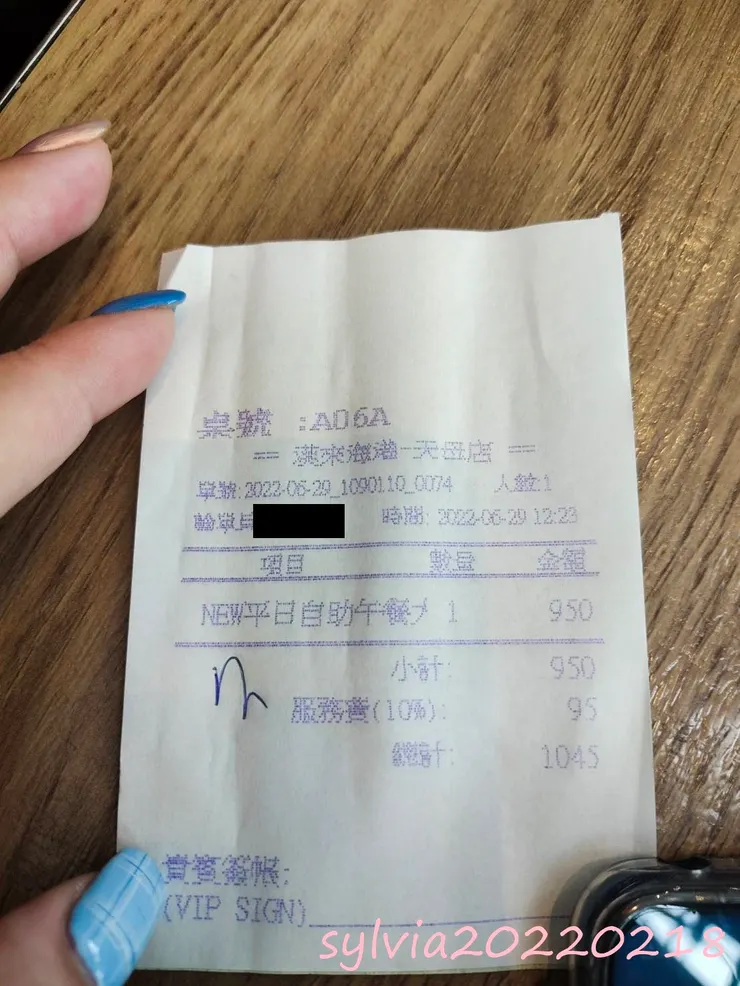 桌號 :AD6A
== 漢來海港-天母店 ==
單號:2022-06-29_1090110_0074 人數:1
輸單員 時間: 2022-06-29 12:23
項目 數量 金額
NEW平日自助午餐大 1 950
小計: 950
服務費(10%): 95
總計: 1045
貴賓簽帳:
(VIP SIGN)
sylvia20220218